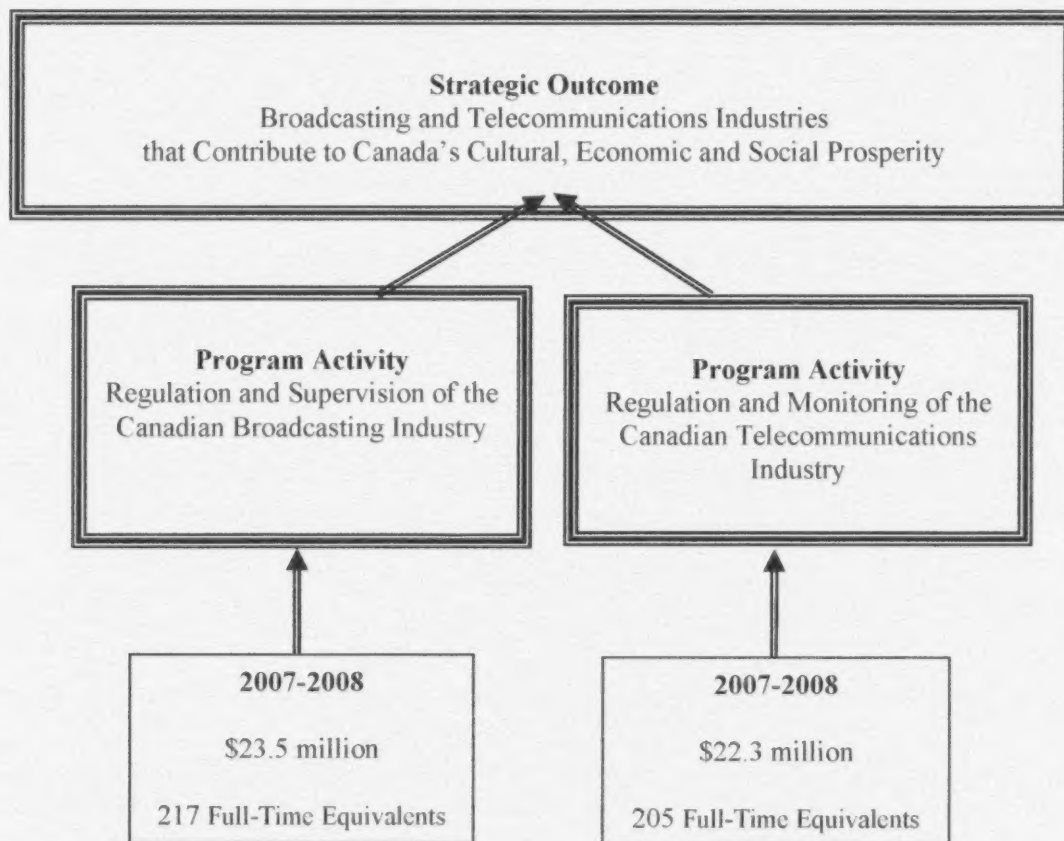 Strategic Outcome
Broadcasting and Telecommunications Industries
that Contribute to Canada's Cultural, Economic and Social Prosperity
Program Activity
Regulation and Supervision of the
Canadian Broadcasting Industry
Program Activity
Regulation and Monitoring of the
Canadian Telecommunications
Industry
2007-2008
$23.5 million
217 Full-Time Equivalents
2007-2008
$22.3 million
205 Full-Time Equivalents